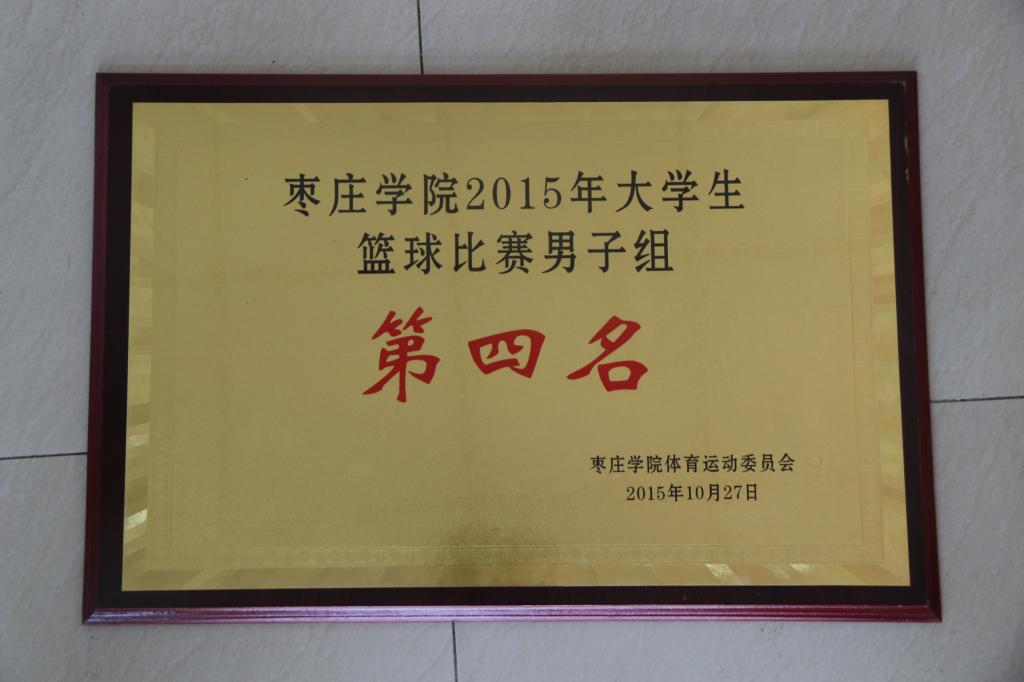 枣庄学院2015年大学生
篮球比赛男子组
第四名
枣庄学院体育运动委员会
2015年10月27日